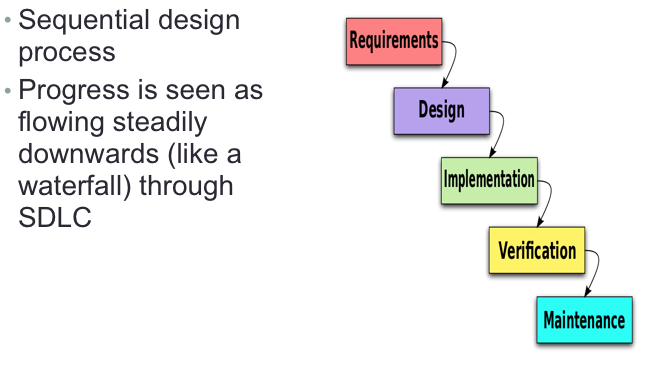 • Sequential design
process
• Progress is seen as
flowing steadily
downwards (like a
waterfall) through
SDLC
Requirements
Design
Implementation
Verification
Maintenance